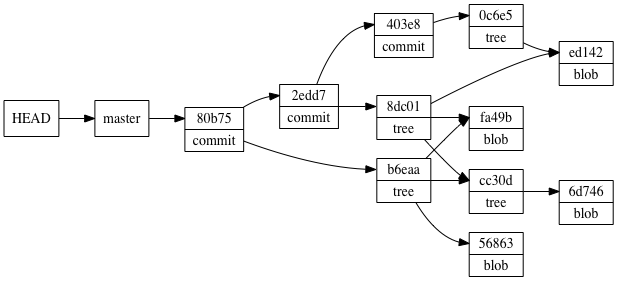 HEAD
master
80b75
commit
2edd7
commit
403e8
commit
0c6e5
tree
ed142
blob
8dc01
tree
fa49b
blob
b6eaa
tree
cc30d
tree
6d746
blob
56863
blob